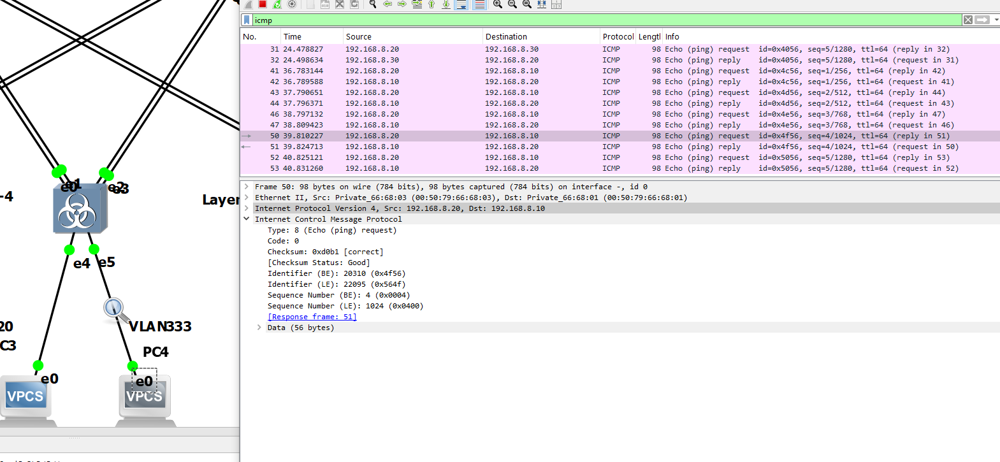 icmp
No. Time Source Destination Protocol Lengtl Info
31 24.478827 192.168.8.20 192.168.8.30 ICMP 98 Echo (ping) request id=0x4056, seq=5/1280, ttl=64 (reply in 32)
32 24.498634 192.168.8.30 192.168.8.20 ICMP 98 Echo (ping) reply id=0x4056, seq=5/1280, ttl=64 (request in 31)
41 36.783144 192.168.8.20 192.168.8.10 ICMP 98 Echo (ping) request id=0x4c56, seq=1/256, ttl=64 (reply in 42)
42 36.789588 192.168.8.10 192.168.8.20 ICMP 98 Echo (ping) reply id=0x4c56, seq=1/256, ttl=64 (request in 41)
43 37.790651 192.168.8.20 192.168.8.10 ICMP 98 Echo (ping) request id=0x4d56, seq=2/512, ttl=64 (reply in 44)
44 37.796371 192.168.8.10 192.168.8.20 ICMP 98 Echo (ping) reply id=0x4d56, seq=2/512, ttl=64 (request in 43)
46 38.797132 192.168.8.20 192.168.8.10 ICMP 98 Echo (ping) request id=0x4e56, seq=3/768, ttl=64 (reply in 47)
47 38.809423 192.168.8.10 192.168.8.20 ICMP 98 Echo (ping) reply id=0x4e56, seq=3/768, ttl=64 (request in 46)
50 39.810227 192.168.8.20 192.168.8.10 ICMP 98 Echo (ping) request id=0x4f56, seq=4/1024, ttl=64 (reply in 51)
51 39.824713 192.168.8.10 192.168.8.20 ICMP 98 Echo (ping) reply id=0x4f56, seq=4/1024, ttl=64 (request in 50)
52 40.825121 192.168.8.20 192.168.8.10 ICMP 98 Echo (ping) request id=0x5056, seq=5/1280, ttl=64 (reply in 53)
53 40.831260 192.168.8.10 192.168.8.20 ICMP 98 Echo (ping) reply id=0x5056, seq=5/1280, ttl=64 (request in 52)
Frame 50: 98 bytes on wire (784 bits), 98 bytes captured (784 bits) on interface -, id 0
Ethernet II, Src: Private_66:68:03 (00:50:79:66:68:03), Dst: Private_66:68:01 (00:50:79:66:68:01)
Internet Protocol Version 4, Src: 192.168.8.20, Dst: 192.168.8.10
Internet Control Message Protocol
Type: 8 (Echo (ping) request)
Code: 0
Checksum: 0xd0b1 [correct]
[Checksum Status: Good]
Identifier (BE): 20310 (0x4f56)
Identifier (LE): 22095 (0x564f)
Sequence Number (BE): 4 (0x0004)
Sequence Number (LE): 1024 (0x0400)
[Response frame: 51]
Data (56 bytes)
e0 e1 e2 e3
-4
Layer
e4 e5
20
C3
VLAN333
PC4
e0
e0
VPCS
VPCS